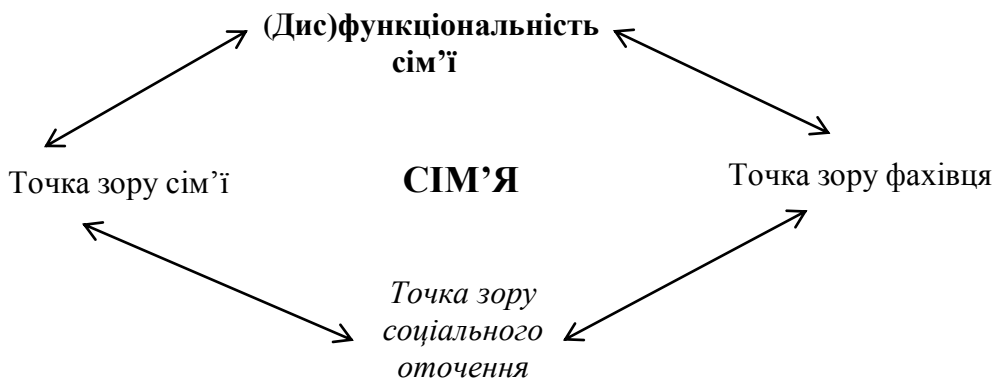 (Дис)функціональність
сім’ї
Точка зору сім’ї
СІМ’Я
Точка зору фахівця
Точка зору
соціального
оточення